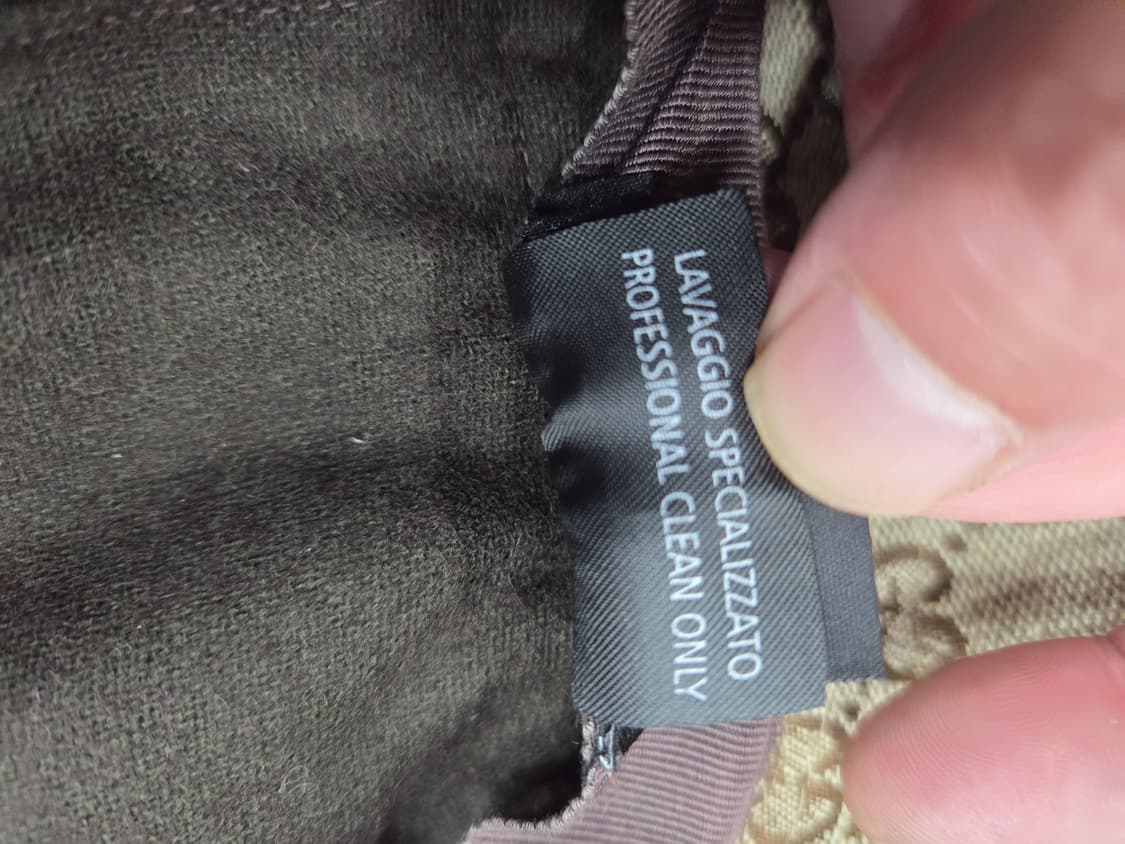 LAVAGGIO SPECIALIZZATO
PROFESSIONAL CLEAN ONLY